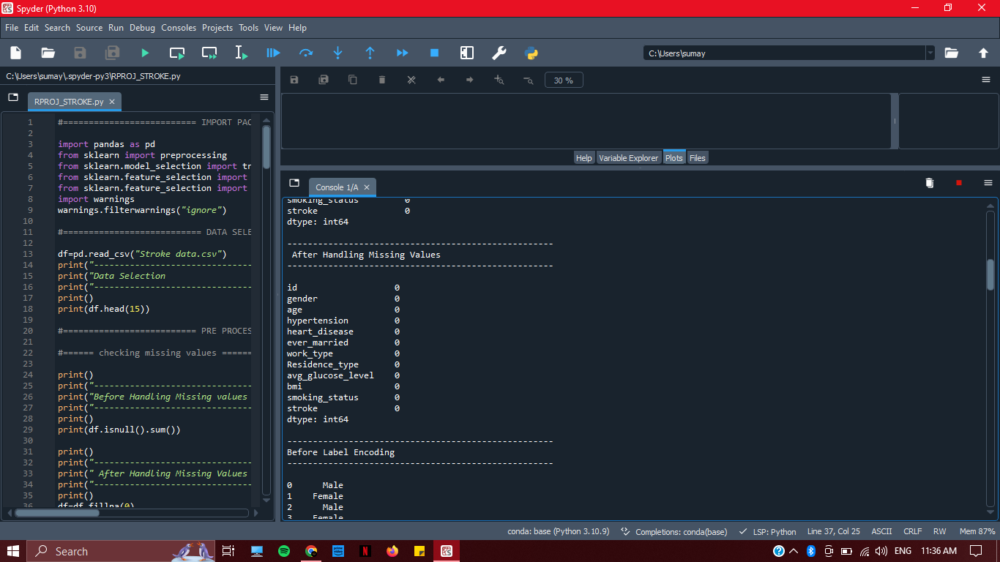 Spyder (Python 3.10)
File Edit Search Source Run Debug Consoles Projects Tools View Help
C:\Users\sumay
C:\Users\sumay\.spyder-py3\RPROJ_STROKE.py
RPROJ_STROKE.py
1 #========================== IMPORT PAC
2
3 import pandas as pd
4 from sklearn import preprocessing
5 from sklearn.model_selection import tr
6 from sklearn.feature_selection import
7 from sklearn.feature_selection import
8 import warnings
9 warnings.filterwarnings("ignore")
10
11 #=========================== DATA SELE
12
13 df=pd.read_csv("Stroke data.csv")
14 print("-------------------------------
15 print("Data Selection
16 print("-------------------------------
17 print()
18 print(df.head(15))
19
20 #========================== PRE PROCES
21
22 #====== checking missing values ======
23
24 print()
25 print("-------------------------------
26 print("Before Handling Missing values
27 print("-------------------------------
28 print()
29 print(df.isnull().sum())
30
31 print()
32 print("-------------------------------
33 print(" After Handling Missing Values
34 print("-------------------------------
35 print()
36 df=df.fillna(0)
30 %
Help Variable Explorer Plots Files
Console 1/A
smoking_status 0
stroke 0
dtype: int64
----------------------------------------------------
After Handling Missing Values
----------------------------------------------------
id 0
gender 0
age 0
hypertension 0
heart_disease 0
ever_married 0
work_type 0
Residence_type 0
avg_glucose_level 0
bmi 0
smoking_status 0
stroke 0
dtype: int64
----------------------------------------------------
Before Label Encoding
----------------------------------------------------
0 Male
1 Female
2 Male
3 Female
conda: base (Python 3.10.9) Completions: conda(base) LSP: Python Line 37, Col 25 ASCII CRLF RW Mem 87%
Search
ENG 11:36 AM